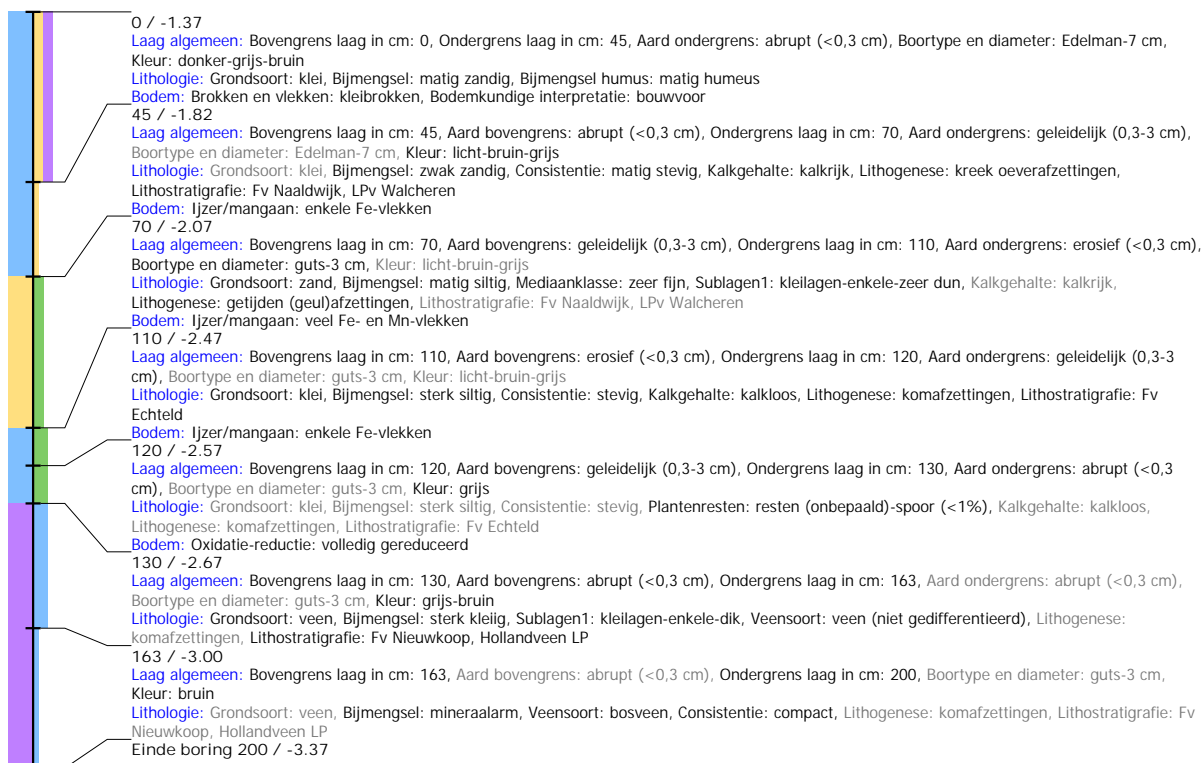 0 / -1.37
Laag algemeen: Bovengrens laag in cm: 0, Ondergrens laag in cm: 45, Aard ondergrens: abrupt (<0,3 cm), Boortype en diameter: Edelman-7 cm,
Kleur: donker-grijs-bruin
Lithologie: Grondsoort: klei, Bijmengsel: matig zandig, Bijmengsel humus: matig humeus
Bodem: Brokken en vlekken: kleibrokken, Bodemkundige interpretatie: bouwvoor
45 / -1.82
Laag algemeen: Bovengrens laag in cm: 45, Aard bovengrens: abrupt (<0,3 cm), Ondergrens laag in cm: 70, Aard ondergrens: geleidelijk (0,3-3 cm),
Boortype en diameter: Edelman-7 cm, Kleur: licht-bruin-grijs
Lithologie: Grondsoort: klei, Bijmengsel: zwak zandig, Consistentie: matig stevig, Kalkgehalte: kalkrijk, Lithogenese: kreek oeverafzettingen,
Lithostratigrafie: Fv Naaldwijk, LPv Walcheren
Bodem: Ijzer/mangaan: enkele Fe-vlekken
70 / -2.07
Laag algemeen: Bovengrens laag in cm: 70, Aard bovengrens: geleidelijk (0,3-3 cm), Ondergrens laag in cm: 110, Aard ondergrens: erosief (<0,3 cm),
Boortype en diameter: guts-3 cm, Kleur: licht-bruin-grijs
Lithologie: Grondsoort: zand, Bijmengsel: matig siltig, Mediaanklasse: zeer fijn, Sublagen1: kleilagen-enkele-zeer dun, Kalkgehalte: kalkrijk,
Lithogenese: getijden (geul)afzettingen, Lithostratigrafie: Fv Naaldwijk, LPv Walcheren
Bodem: Ijzer/mangaan: veel Fe- en Mn-vlekken
110 / -2.47
Laag algemeen: Bovengrens laag in cm: 110, Aard bovengrens: erosief (<0,3 cm), Ondergrens laag in cm: 120, Aard ondergrens: geleidelijk (0,3-3
cm), Boortype en diameter: guts-3 cm, Kleur: licht-bruin-grijs
Lithologie: Grondsoort: klei, Bijmengsel: sterk siltig, Consistentie: stevig, Kalkgehalte: kalkloos, Lithogenese: komafzettingen, Lithostratigrafie: Fv
Echteld
Bodem: Ijzer/mangaan: enkele Fe-vlekken
120 / -2.57
Laag algemeen: Bovengrens laag in cm: 120, Aard bovengrens: geleidelijk (0,3-3 cm), Ondergrens laag in cm: 130, Aard ondergrens: abrupt (<0,3
cm), Boortype en diameter: guts-3 cm, Kleur: grijs
Lithologie: Grondsoort: klei, Bijmengsel: sterk siltig, Consistentie: stevig, Plantenresten: resten (onbepaald)-spoor (<1%), Kalkgehalte: kalkloos,
Lithogenese: komafzettingen, Lithostratigrafie: Fv Echteld
Bodem: Oxidatie-reductie: volledig gereduceerd
130 / -2.67
Laag algemeen: Bovengrens laag in cm: 130, Aard bovengrens: abrupt (<0,3 cm), Ondergrens laag in cm: 163, Aard ondergrens: abrupt (<0,3 cm),
Boortype en diameter: guts-3 cm, Kleur: grijs-bruin
Lithologie: Grondsoort: veen, Bijmengsel: sterk kleiig, Sublagen1: kleilagen-enkele-dik, Veensoort: veen (niet gedifferentieerd), Lithogenese:
komafzettingen, Lithostratigrafie: Fv Nieuwkoop, Hollandveen LP
163 / -3.00
Laag algemeen: Bovengrens laag in cm: 163, Aard bovengrens: abrupt (<0,3 cm), Ondergrens laag in cm: 200, Boortype en diameter: guts-3 cm,
Kleur: bruin
Lithologie: Grondsoort: veen, Bijmengsel: mineraalarm, Veensoort: bosveen, Consistentie: compact, Lithogenese: komafzettingen, Lithostratigrafie: Fv
Nieuwkoop, Hollandveen LP
Einde boring 200 / -3.37